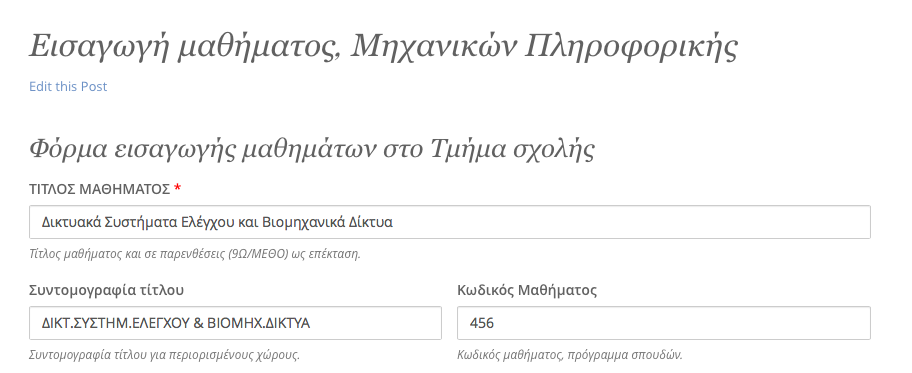 Εισαγωγή μαθήματος, Μηχανικών Πληροφορικής
Edit this Post
Φόρμα εισαγωγής μαθημάτων στο Τμήμα σχολής
ΤΙΤΛΟΣ ΜΑΘΗΜΑΤΟΣ *
Δικτυακά Συστήματα Ελέγχου και Βιομηχανικά Δίκτυα
Τίτλος μαθήματος και σε παρενθέσεις (9Ω/ΜΕΘΟ) ως επέκταση.
Συντομογραφία τίτλου Κωδικός Μαθήματος
ΔΙΚΤ.ΣΥΣΤΗΜ.ΕΛΕΓΧΟΥ & ΒΙΟΜΗΧ.ΔΙΚΤΥΑ 456
Συντομογραφία τίτλου για περιορισμένους χώρους. Κωδικός μαθήματος, πρόγραμμα σπουδών.